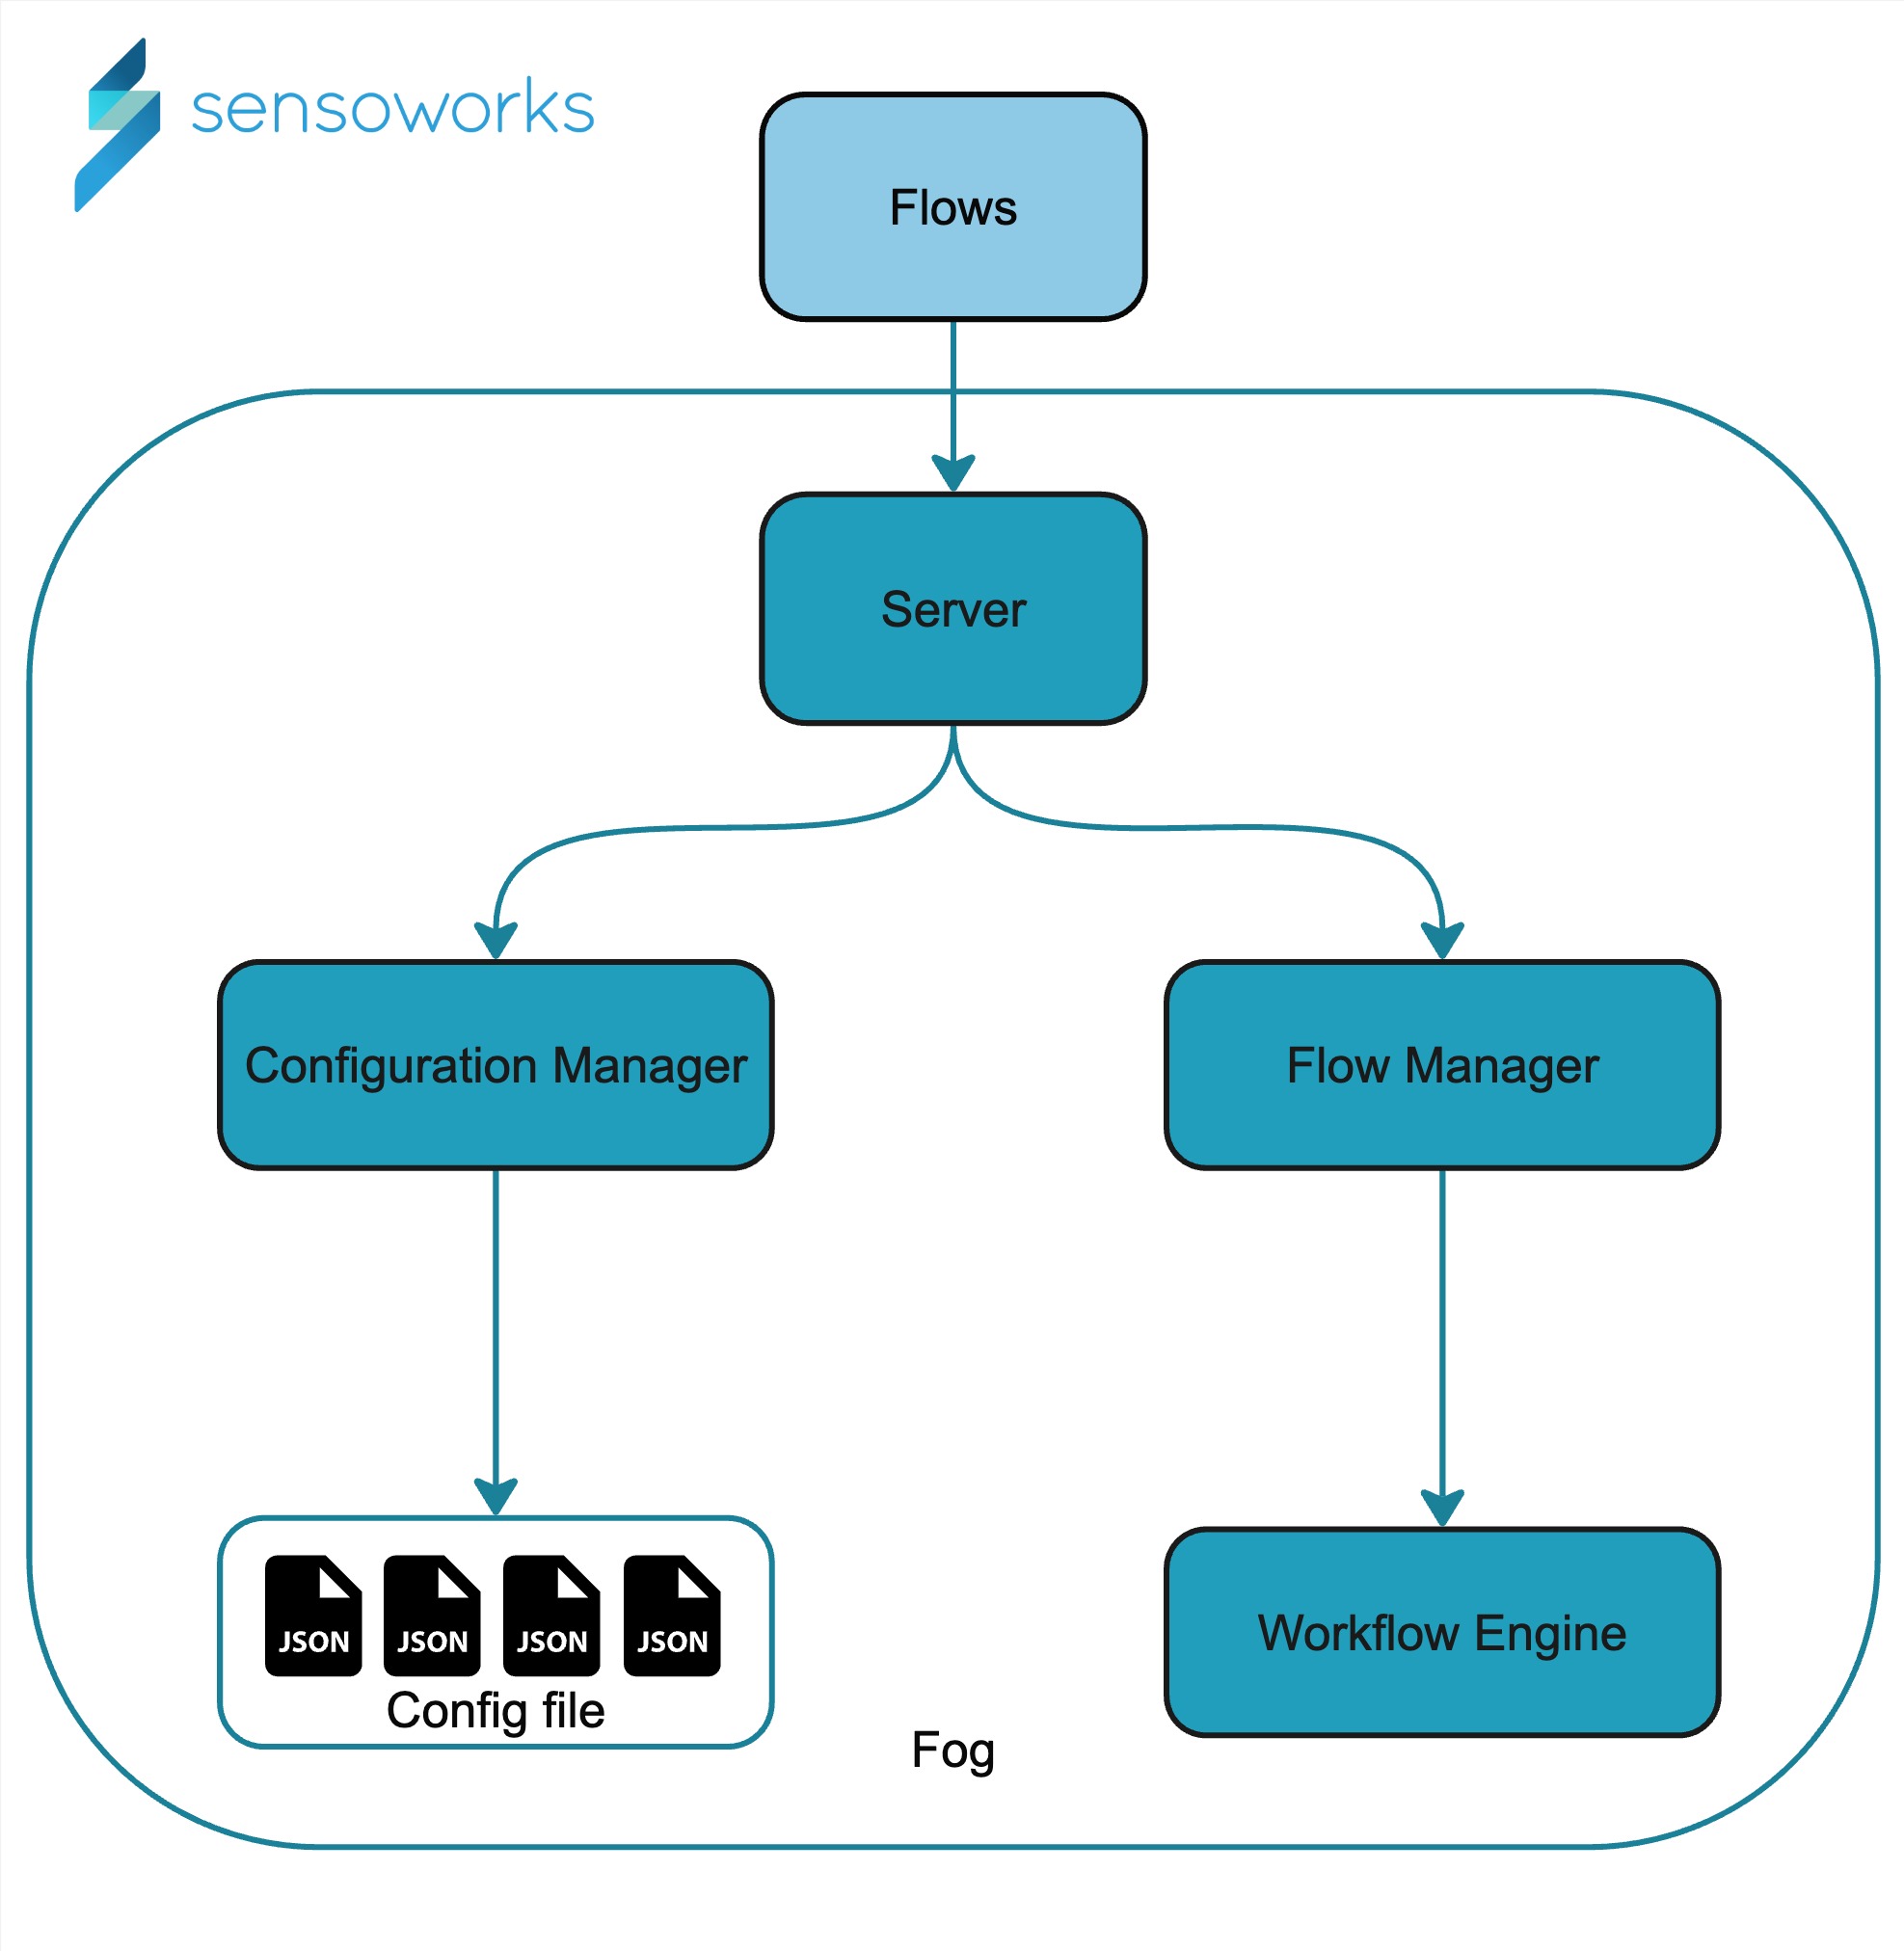 sensoworks
Flows
Server
Configuration Manager
Flow Manager
JSON JSON JSON JSON
Config file
Workflow Engine
Fog